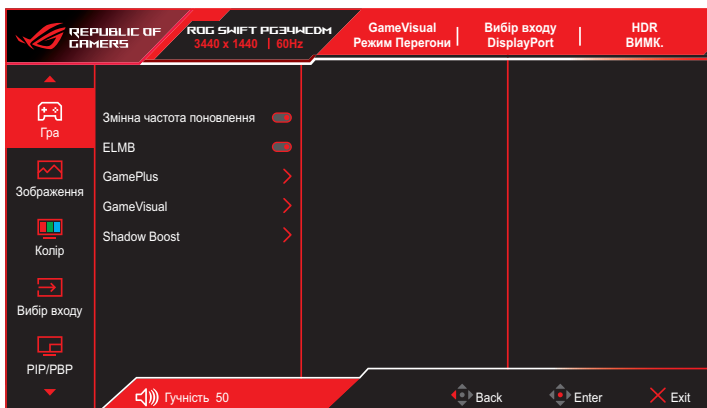 REPUBLIC OF
GAMERS
ROG SWIFT PG34WCDM
3440 x 1440 | 60Hz
GameVisual
Режим Перегони
Вибір входу
DisplayPort
HDR
ВИМК.
Гра
Зображення
Колір
Вибір входу
PIP/PBP
Змінна частота поновлення
ELMB
GamePlus
GameVisual
Shadow Boost
Гучність 50
Back
Enter
Exit